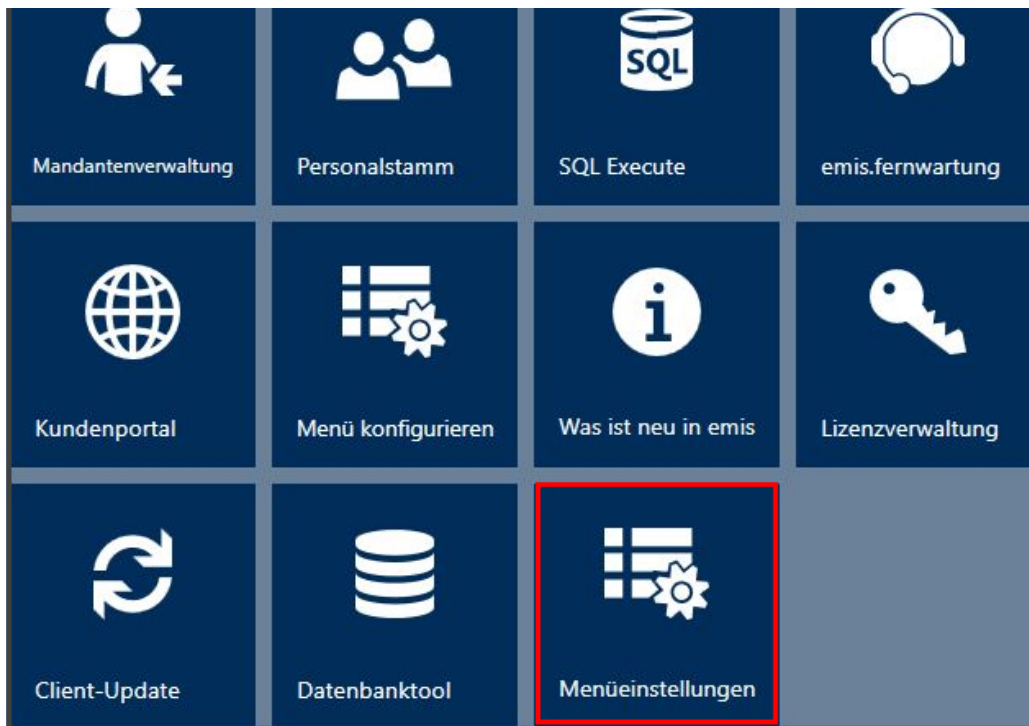 SQL
Mandantenverwaltung
Personalstamm
SQL Execute
emis.fernwartung
Kundenportal
Menü konfigurieren
Was ist neu in emis
Lizenzverwaltung
Client-Update
Datenbanktool
Menüeinstellungen